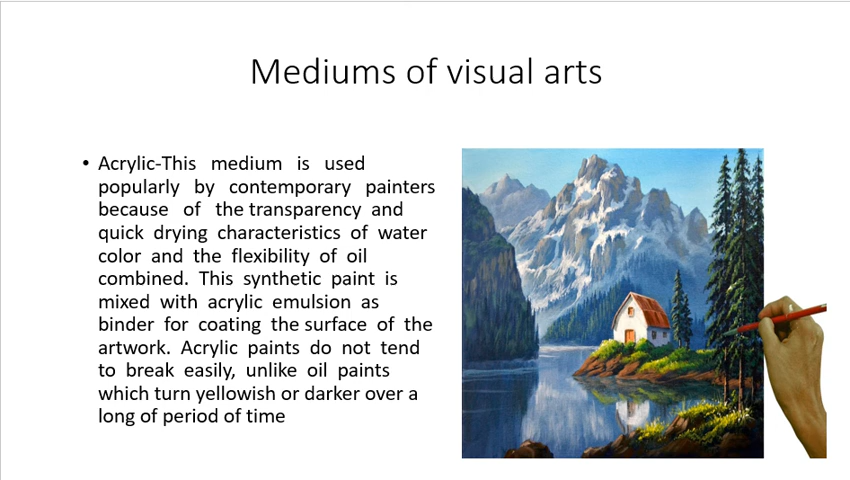 Mediums of visual arts
• Acrylic-This medium is used
popularly by contemporary painters
because of the transparency and
quick drying characteristics of water
color and the flexibility of oil
combined. This synthetic paint is
mixed with acrylic emulsion as
binder for coating the surface of the
artwork. Acrylic paints do not tend
to break easily, unlike oil paints
which turn yellowish or darker over a
long of period of time